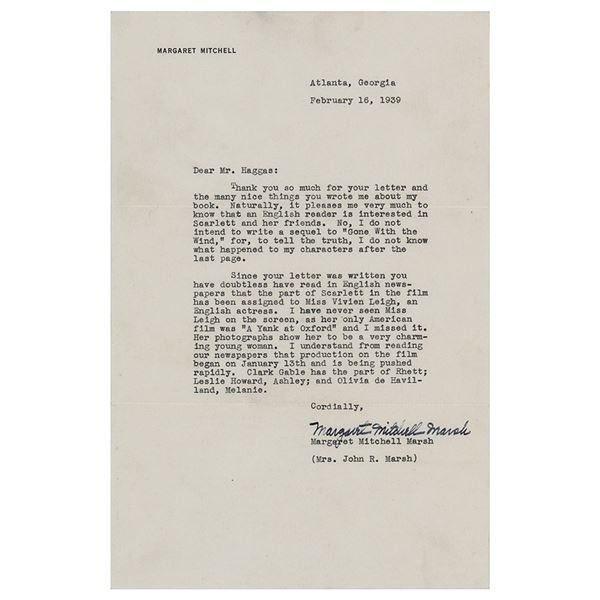 MARGARET MITCHELL
Atlanta, Georgia
February 16, 1939
Dear Mr. Haggas:
Thank you so much for your letter and
the many nice things you wrote me about my
book. Naturally, it pleases me very much to
know that an English reader is interested in
Scarlett and her friends. No, I do not
intend to write a sequel to "Gone With the
Wind," for, to tell the truth, I do not know
what happened to my characters after the
last page.
Since your letter was written you
have doubtless have read in English news-
papers that the part of Scarlett in the film
has been assigned to Miss Vivien Leigh, an
English actress. I have never seen Miss
Leigh on the screen, as her only American
film was "A Yank at Oxford" and I missed it.
Her photographs show her to be a very charm-
ing young woman. I understand from reading
our newspapers that production on the film
began on January 13th and is being pushed
rapidly. Clark Gable has the part of Rhett;
Leslie Howard, Ashley; and Olivia de Havil-
land, Melanie.
Cordially,
Margaret Mitchell Marsh
Margaret Mitchell Marsh
(Mrs. John R. Marsh)